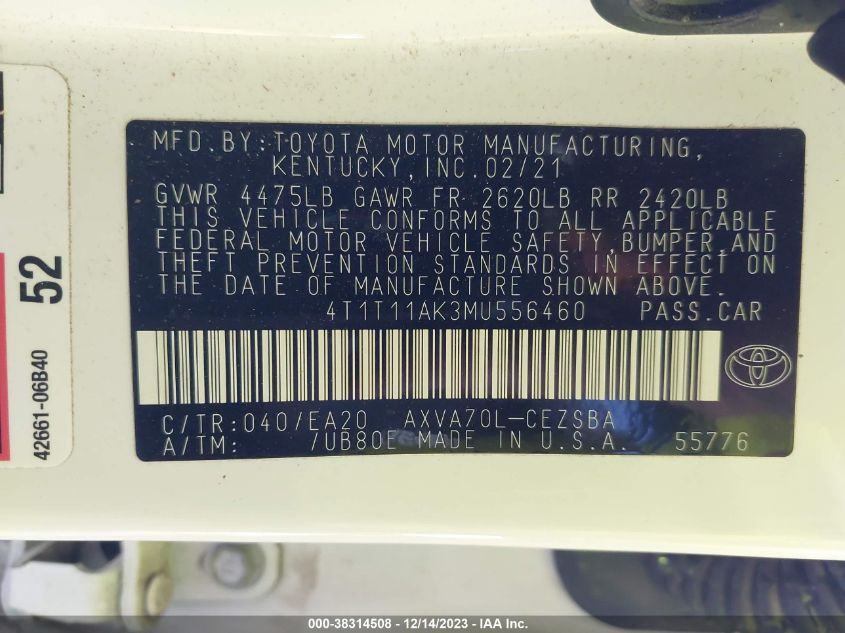 MFD.BY:TOYOTA MOTOR MANUFACTURING,
KENTUCKY,INC.02/21
GVWR 4475LB GAWR FR 2620LB RR 2420LB
THIS VEHICLE CONFORMS TO ALL APPLICABLE
FEDERAL MOTOR VEHICLE SAFETY,BUMPER,AND
THEFT PREVENTION STANDARDS IN EFFECT ON
THE DATE OF MANUFACTURE SHOWN ABOVE.
4T1T11AK3MU556460 PASS.CAR
C/TR:040/EA20 AXVA70L-CEZSBA
A/TM: /UB80E MADE IN U.S.A. 55776
52
42661-06B40
000-38314508 - 12/14/2023 - IAA Inc.